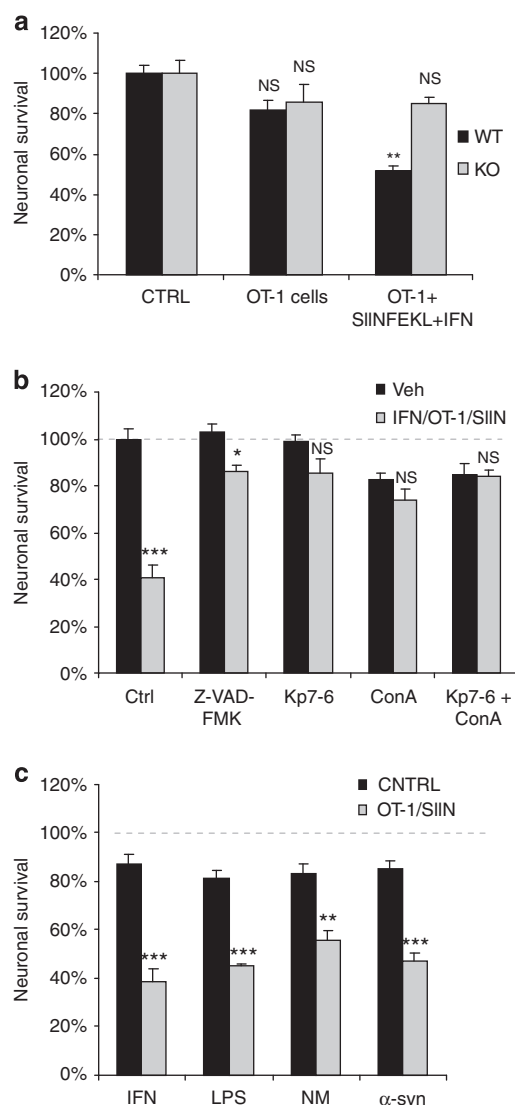 a
120%
100%
80%
60%
40%
20%
0%
Neuronal survival
NS
NS
**
NS
WT
KO
CTRL
OT-1 cells
OT-1+
SIINFEKL+IFN
b
120%
100%
80%
60%
40%
20%
0%
Neuronal survival
Veh
IFN/OT-1/SIIN
***
*
NS
NS
NS
Ctrl
Z-VAD-
FMK
Kp7-6
ConA
Kp7-6 +
ConA
c
120%
100%
80%
60%
40%
20%
0%
Neuronal survival
CNTRL
OT-1/SIIN
***
***
**
***
IFN
LPS
NM
α-syn